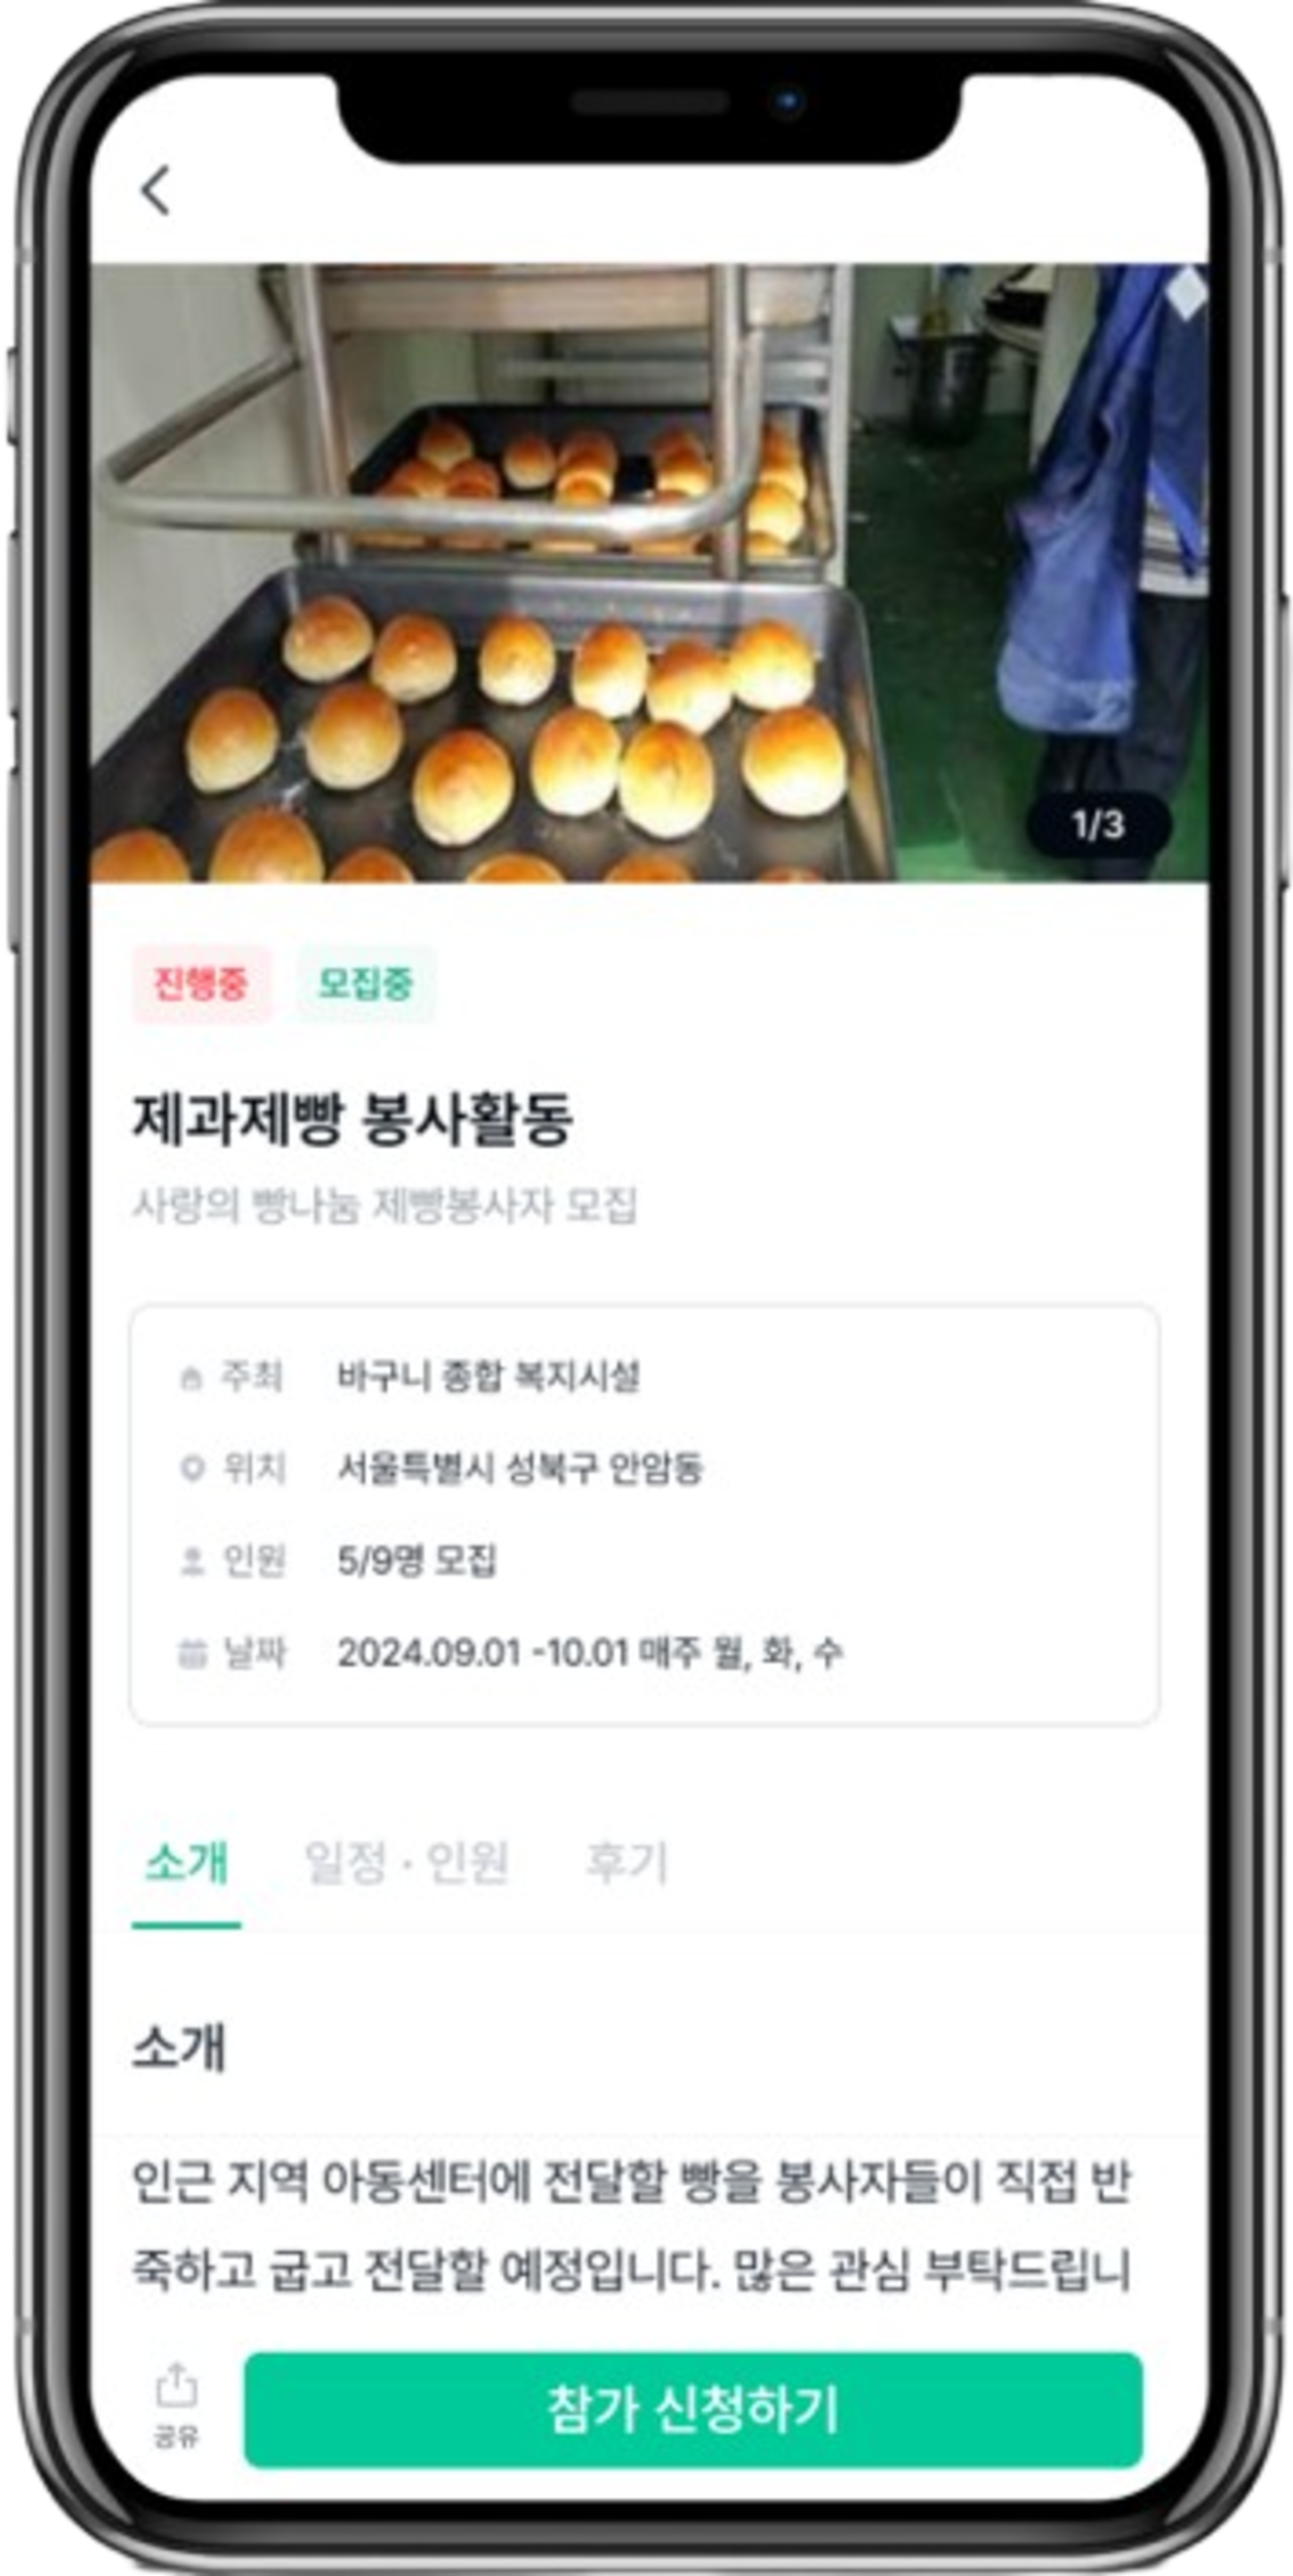 1/3
진행중 모집중
제과제빵 봉사활동
사랑의 빵나눔 제빵봉사자 모집
주최 바구니 종합 복지시설
위치 서울특별시 성북구 안암동
인원 5/9명 모집
날짜 2024.09.01 -10.01 매주 월, 화, 수
소개 일정 · 인원 후기
소개
인근 지역 아동센터에 전달할 빵을 봉사자들이 직접 반
죽하고 굽고 전달할 예정입니다. 많은 관심 부탁드립니
공유 참가 신청하기